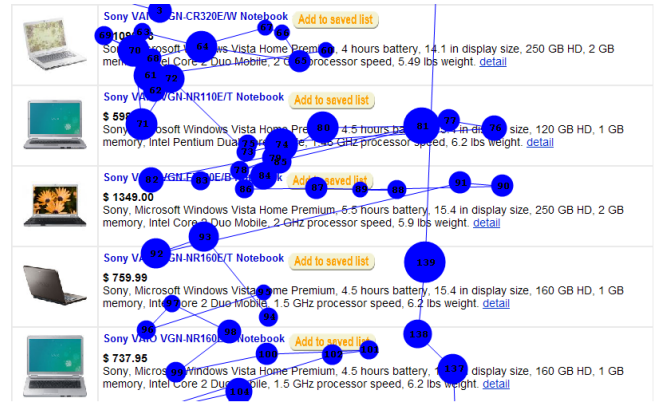 Sony VAIO VGN-CR320E/W Notebook Add to saved list
Sony, Microsoft Windows Vista Home Premium, 4 hours battery, 14.1 in display size, 250 GB HD, 2 GB
memory, Intel Core 2 Duo Mobile, 2 GHz processor speed, 5.49 lbs weight. detail
Sony VAIO VGN-NR110E/T Notebook Add to saved list
$ 598
Sony, Microsoft Windows Vista Home Premium, 4.5 hours battery, in display size, 120 GB HD, 1 GB
memory, Intel Pentium Dual Core Mobile, GHz processor speed, 6.2 lbs weight. detail
Sony VAIO Notebook Add to saved list
$ 1349.00
Sony, Microsoft Windows Vista Home Premium, 5.5 hours battery, 15.4 in display size, 250 GB HD, 2 GB
memory, Intel Core 2 Duo Mobile, 2 GHz processor speed, 5.9 lbs weight. detail
Sony VAIO VGN-NR160E/T Notebook Add to saved list
$ 759.99
Sony, Microsoft Windows Vista Home Premium, 4.5 hours battery, 15.4 in display size, 160 GB HD, 1 GB
memory, Intel Core 2 Duo Mobile, 1.5 GHz processor speed, 6.2 lbs weight. detail
Sony VAIO VGN-NR160E Notebook Add to saved list
$ 737.95
Sony, Microsoft Windows Vista Home Premium, 4.5 hours battery, in display size, 160 GB HD, 1 GB
memory, Intel Core 2 Duo Mobile, 1.5 GHz processor speed, 6.2 lbs weight. detail